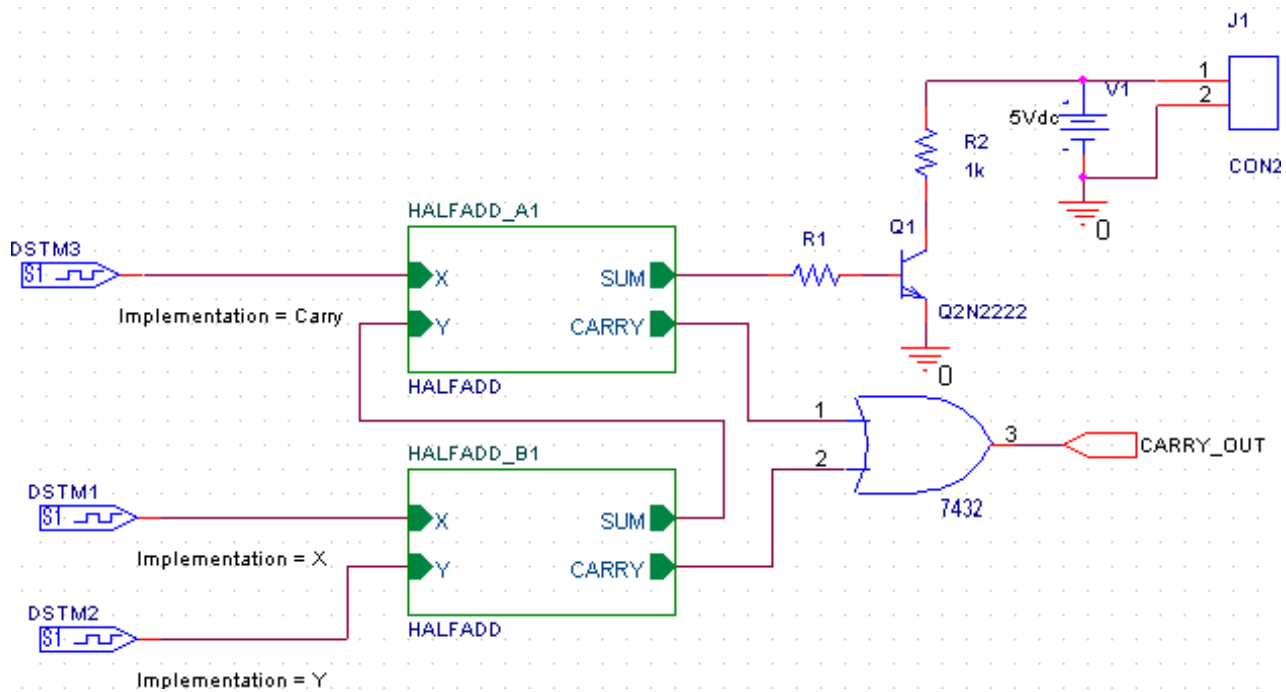 J1
1
2
V1
5Vdc
R2
1k
CON2
0
HALFADD_A1
Q1
DSTM3
R1
S1
X
SUM
Implementation = Carry
Y
CARRY
Q2N2222
HALFADD
0
1
3
CARRY_OUT
HALFADD_B1
2
DSTM1
7432
S1
X
SUM
Implementation = X
Y
CARRY
DSTM2
HALFADD
S1
Implementation = Y